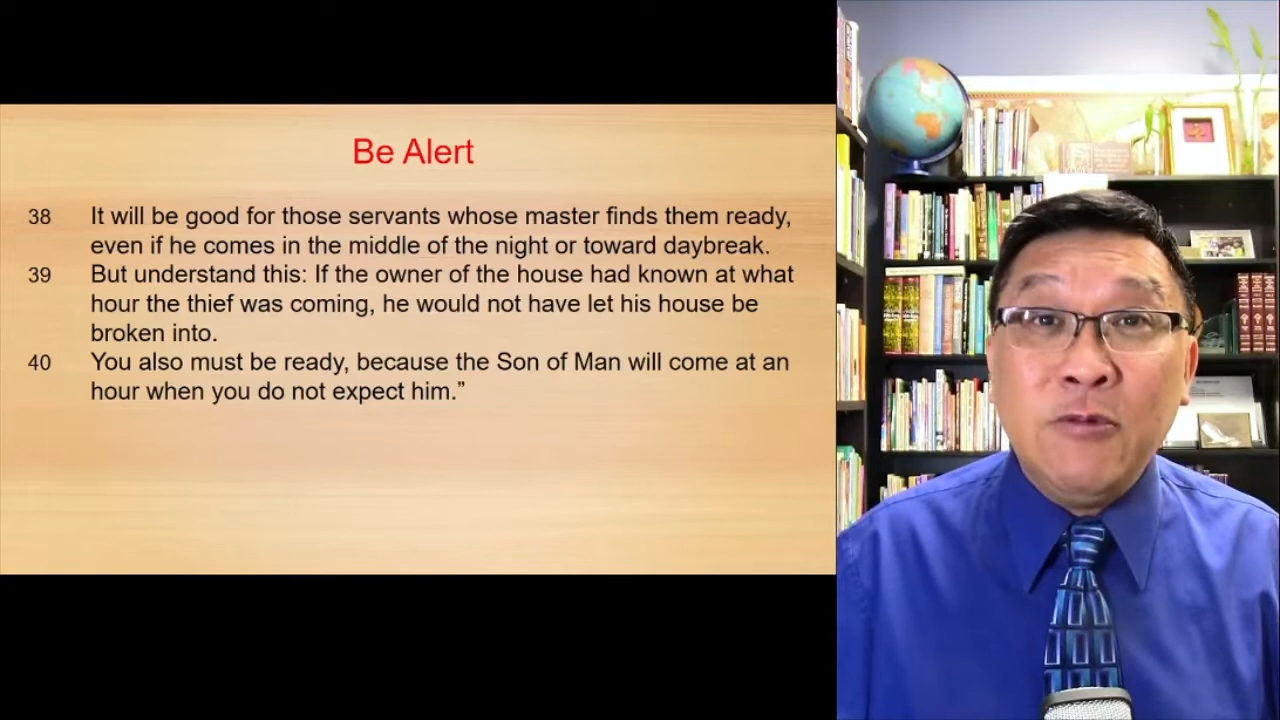 Be Alert
38 It will be good for those servants whose master finds them ready,
even if he comes in the middle of the night or toward daybreak.
39 But understand this: If the owner of the house had known at what
hour the thief was coming, he would not have let his house be
broken into.
40 You also must be ready, because the Son of Man will come at an
hour when you do not expect him.”